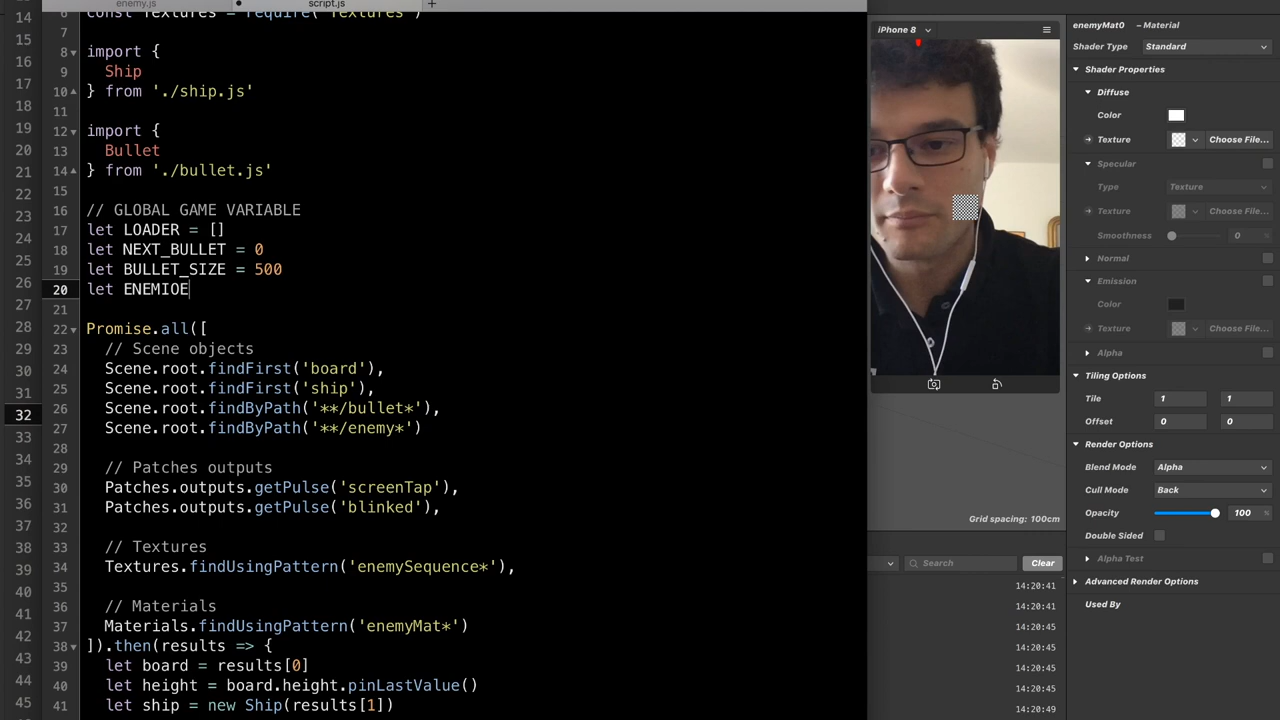 enemy.js
script.js
+
14
15
16
17
18
19
20
21
22
23
24
25
26
27
28
29
30
31
32
33
34
35
36
37
38
39
40
41
42
43
44
45
6 const Textures = require('Textures')
7
8 import {
9 Ship
10 } from './ship.js'
11
12 import {
13 Bullet
14 } from './bullet.js'
15
16 // GLOBAL GAME VARIABLE
17 let LOADER = []
18 let NEXT_BULLET = 0
19 let BULLET_SIZE = 500
20 let ENEMIOE
21
22 Promise.all([
23 // Scene objects
24 Scene.root.findFirst('board'),
25 Scene.root.findFirst('ship'),
26 Scene.root.findByPath('**/bullet*'),
27 Scene.root.findByPath('**/enemy*')
28
29 // Patches outputs
30 Patches.outputs.getPulse('screenTap'),
31 Patches.outputs.getPulse('blinked'),
32
33 // Textures
34 Textures.findUsingPattern('enemySequence*'),
35
36 // Materials
37 Materials.findUsingPattern('enemyMat*')
38 ]).then(results => {
39 let board = results[0]
40 let height = board.height.pinLastValue()
41 let ship = new Ship(results[1])
iPhone 8
Grid spacing: 100cm
Search
Clear
14:20:41
14:20:41
14:20:45
14:20:45
14:20:45
14:20:45
14:20:49
enemyMat0 – Material
Shader Type Standard
Shader Properties
Diffuse
Color
Texture Choose File...
Specular
Type Texture
Texture Choose File...
Smoothness 0 %
Normal
Emission
Color
Texture Choose File...
Alpha
Tiling Options
Tile 1 1
Offset 0 0
Render Options
Blend Mode Alpha
Cull Mode Back
Opacity 100 %
Double Sided
Alpha Test
Advanced Render Options
Used By